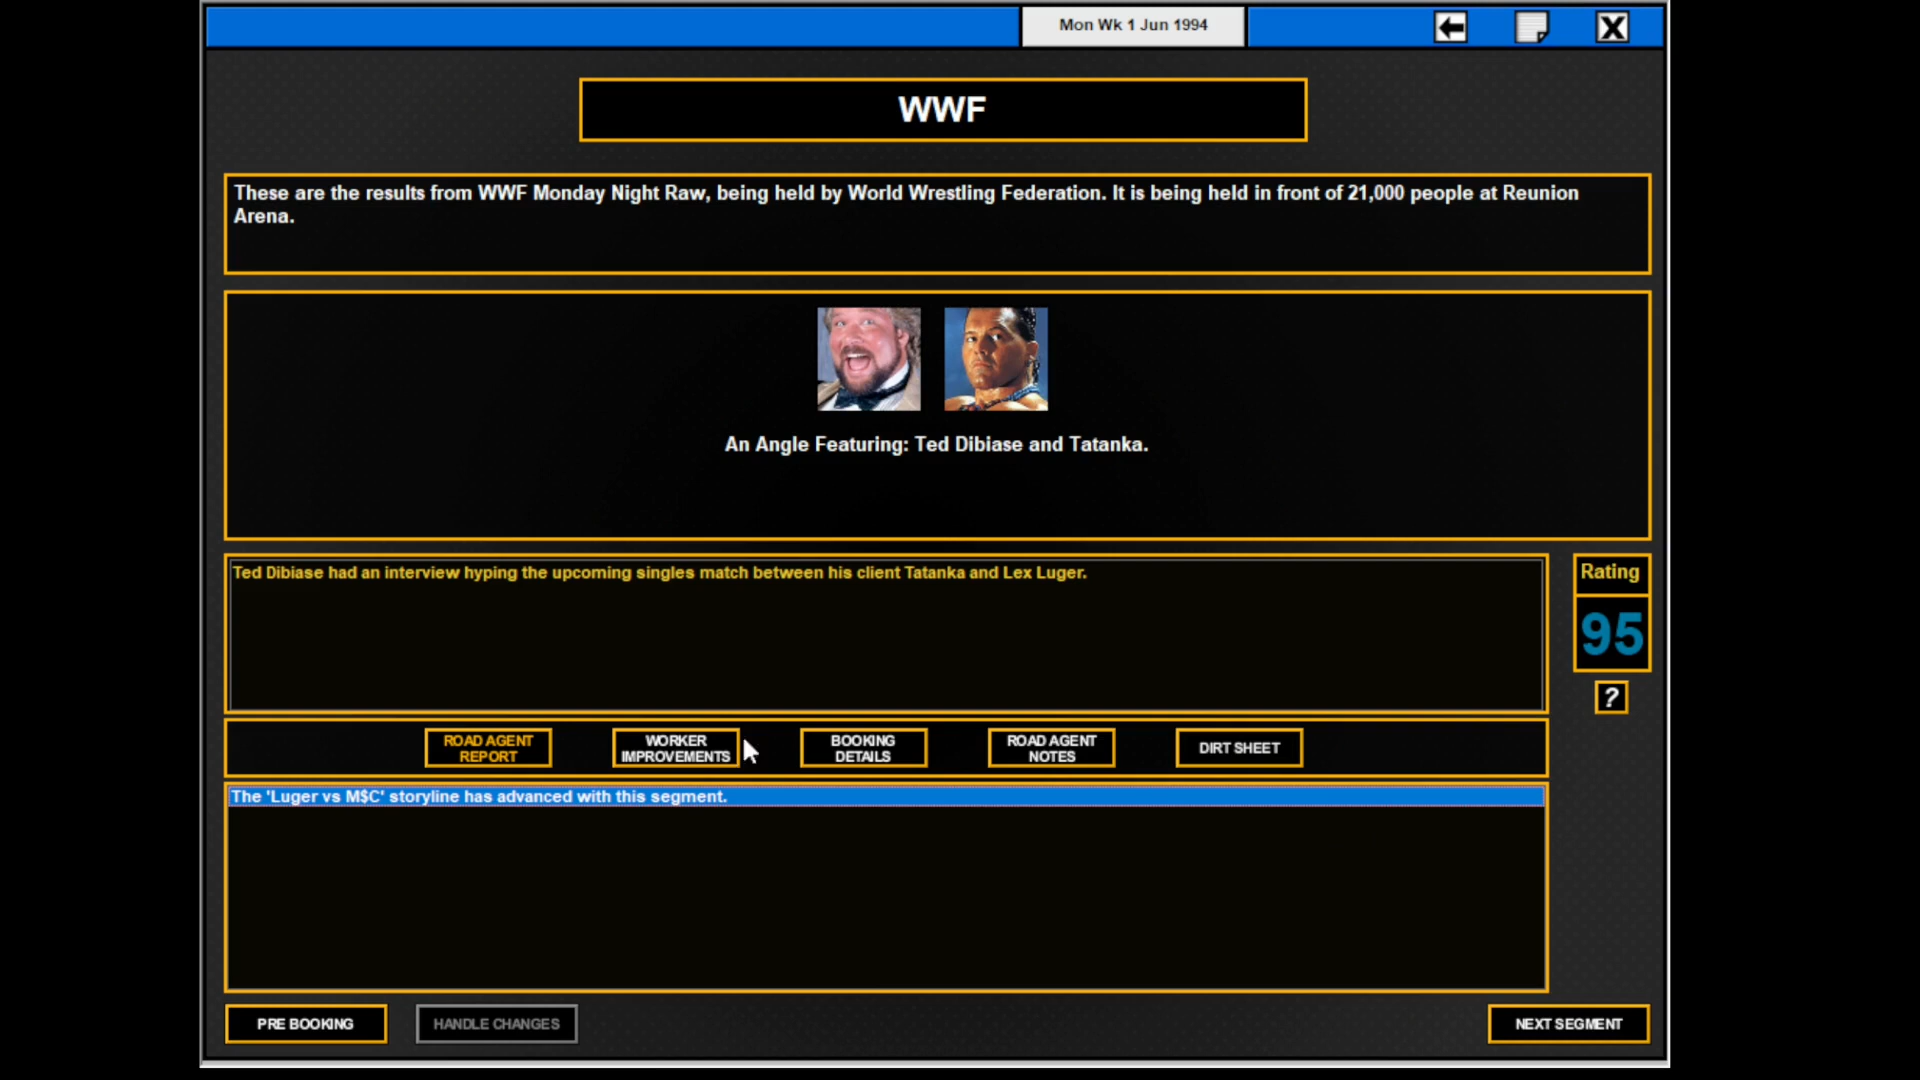 Mon Wk 1 Jun 1994
X
WWF
These are the results from WWF Monday Night Raw, being held by World Wrestling Federation. It is being held in front of 21,000 people at Reunion
Arena.
An Angle Featuring: Ted Dibiase and Tatanka.
Ted Dibiase had an interview hyping the upcoming singles match between his client Tatanka and Lex Luger.
Rating
95
?
ROAD AGENT
REPORT
WORKER
IMPROVEMENTS
BOOKING
DETAILS
ROAD AGENT
NOTES
DIRT SHEET
The 'Luger vs M$C' storyline has advanced with this segment.
PRE BOOKING
HANDLE CHANGES
NEXT SEGMENT